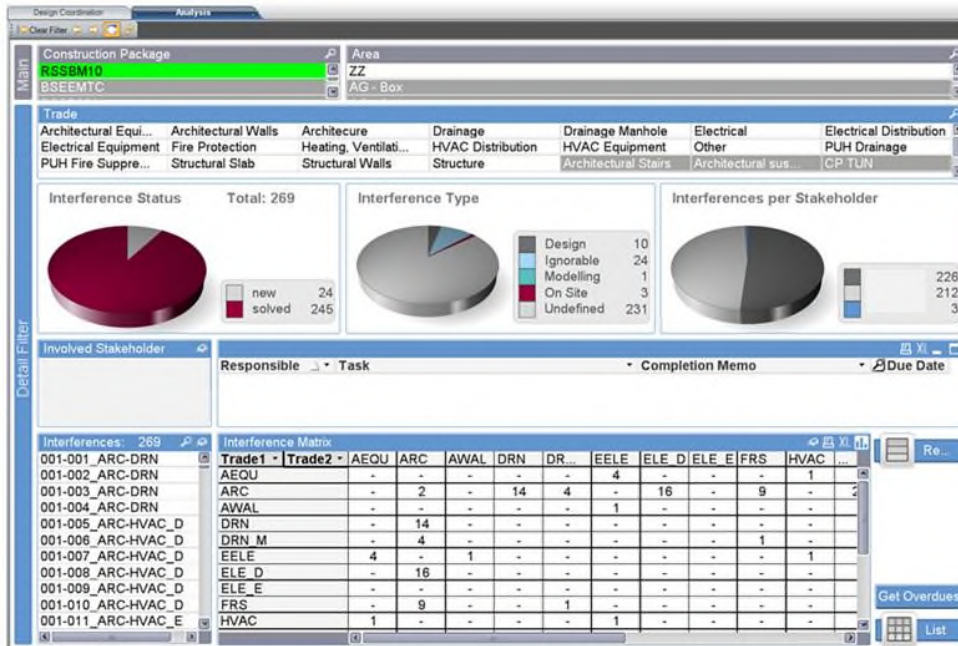 Design Coordination Analysis
Clear Filter
Main
Construction Package
RSSBM10
BSEEMTC
Area
ZZ
AG - Box
Detail Filter
Trade
Architectural Equi... Architectural Walls Architecure Drainage Drainage Manhole Electrical Electrical Distribution
Electrical Equipment Fire Protection Heating, Ventilati... HVAC Distribution HVAC Equipment Other PUH Drainage
PUH Fire Suppre... Structural Slab Structural Walls Structure Architectural Stairs Architectural sus... CP TUN
Interference Status Total: 269
new 24
solved 245
Interference Type
Design 10
Ignorable 24
Modelling 1
On Site 3
Undefined 231
Interferences per Stakeholder
226
212
3
Involved Stakeholder
XL
Responsible Task Completion Memo Due Date
Interferences: 269
001-001_ARC-DRN
001-002_ARC-DRN
001-003_ARC-DRN
001-004_ARC-DRN
001-005_ARC-HVAC_D
001-006_ARC-HVAC_D
001-007_ARC-HVAC_D
001-008_ARC-HVAC_D
001-009_ARC-HVAC_D
001-010_ARC-HVAC_D
001-011_ARC-HVAC_E
Interference Matrix XL
Trade1 Trade2 AEQU ARC AWAL DRN DR... EELE ELE_D ELE_E FRS HVAC ...
AEQU - - - - - 4 - - - 1
ARC - 2 - 14 4 - 16 - 9 - 2
AWAL - - - - - 1 - - - -
DRN - 14 - - - - - - - -
DRN_M - 4 - - - - - - 1 -
EELE 4 - 1 - - - - - - 1
ELE_D - 16 - - - - - - - -
ELE_E - - - - - - - - - -
FRS - 9 - - 1 - - - - -
HVAC 1 - - - - 1 - - - -
Re...
Get Overdues
List